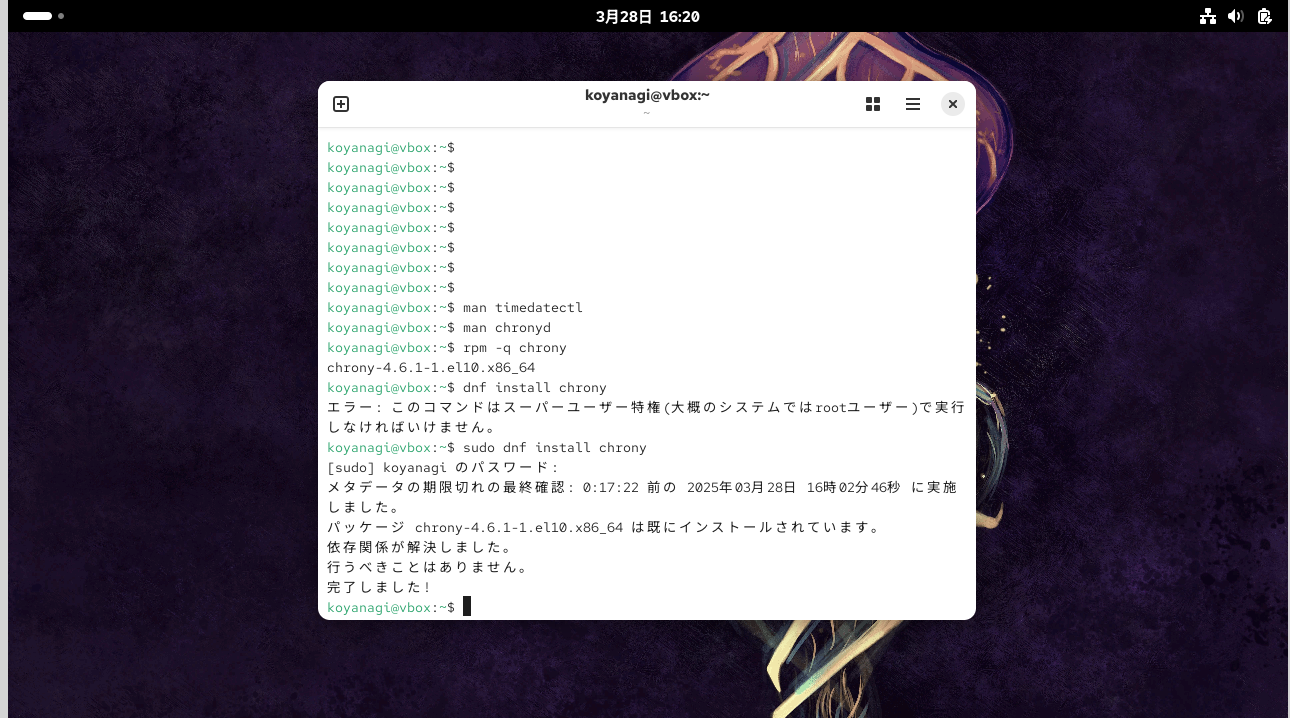 3月28日 16:20
koyanagi@vbox:~
~
koyanagi@vbox:~$
koyanagi@vbox:~$
koyanagi@vbox:~$
koyanagi@vbox:~$
koyanagi@vbox:~$
koyanagi@vbox:~$
koyanagi@vbox:~$
koyanagi@vbox:~$
koyanagi@vbox:~$ man timedatectl
koyanagi@vbox:~$ man chronyd
koyanagi@vbox:~$ rpm -q chrony
chrony-4.6.1-1.el10.x86_64
koyanagi@vbox:~$ dnf install chrony
エラー: このコマンドはスーパーユーザー特権(大概のシステムではrootユーザー)で実行
しなければいけません。
koyanagi@vbox:~$ sudo dnf install chrony
[sudo] koyanagi のパスワード:
メタデータの期限切れの最終確認: 0:17:22 前の 2025年03月28日 16時02分46秒 に実施
しました。
パッケージ chrony-4.6.1-1.el10.x86_64 は既にインストールされています。
依存関係が解決しました。
行うべきことはありません。
完了しました!
koyanagi@vbox:~$